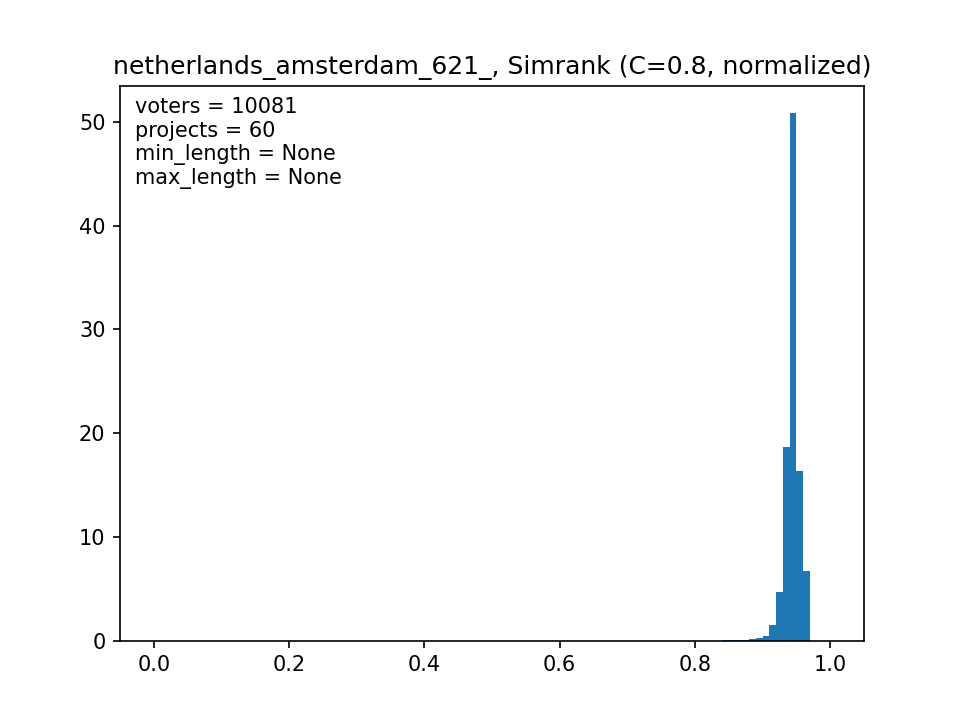 netherlands_amsterdam_621_, Simrank (C=0.8, normalized)
voters = 10081
projects = 60
min_length = None
max_length = None
50
40
30
20
10
0
0.0 0.2 0.4 0.6 0.8 1.0